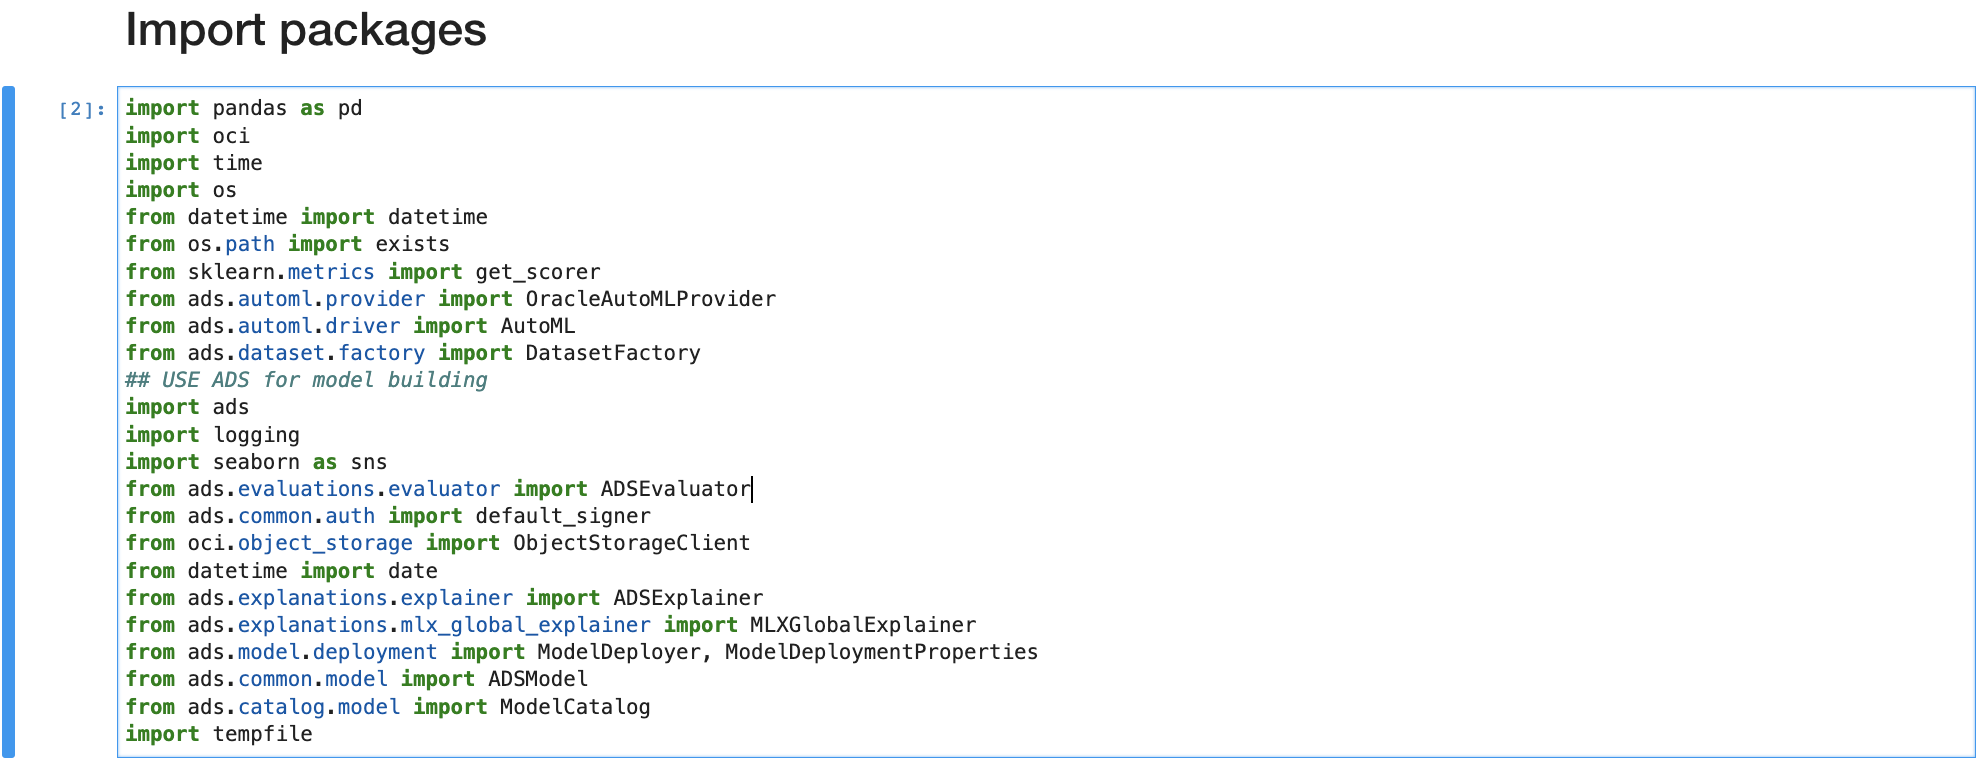 Import packages
[2]:
import pandas as pd
import oci
import time
import os
from datetime import datetime
from os.path import exists
from sklearn.metrics import get_scorer
from ads.automl.provider import OracleAutoMLProvider
from ads.automl.driver import AutoML
from ads.dataset.factory import DatasetFactory
## USE ADS for model building
import ads
import logging
import seaborn as sns
from ads.evaluations.evaluator import ADSEvaluator
from ads.common.auth import default_signer
from oci.object_storage import ObjectStorageClient
from datetime import date
from ads.explanations.explainer import ADSExplainer
from ads.explanations.mlx_global_explainer import MLXGlobalExplainer
from ads.model.deployment import ModelDeployer, ModelDeploymentProperties
from ads.common.model import ADSModel
from ads.catalog.model import ModelCatalog
import tempfile